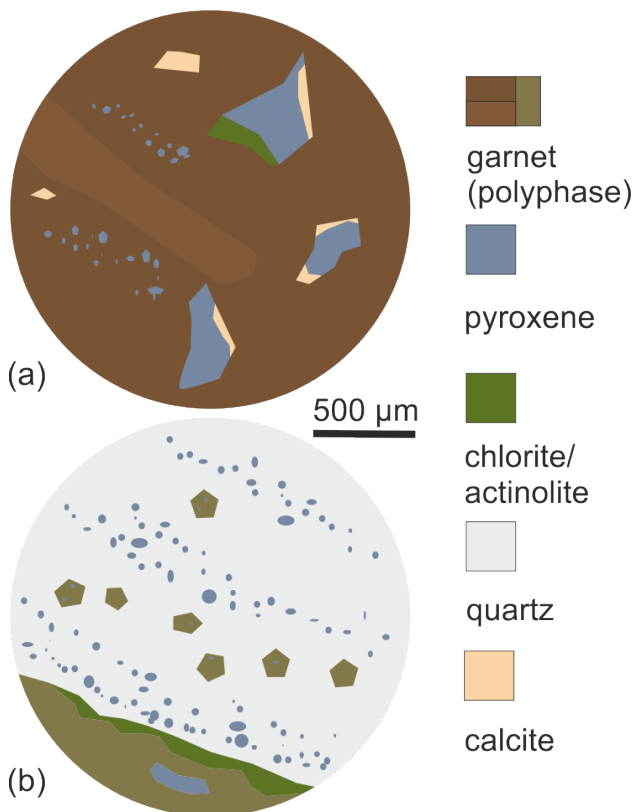 garnet
(polyphase)
pyroxene
(a)
500 µm
chlorite/
actinolite
quartz
calcite
(b)